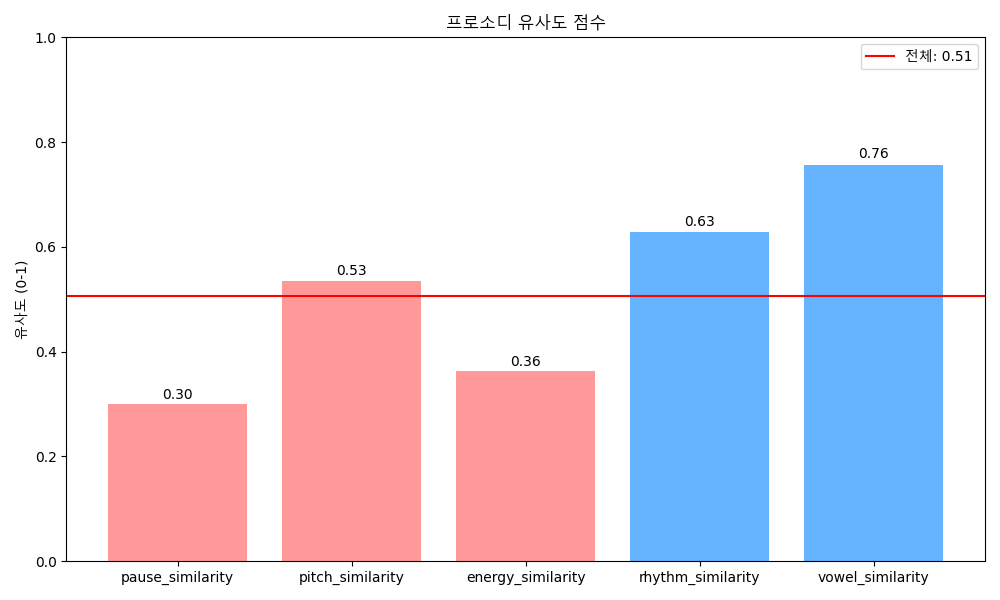 프로소디 유사도 점수
전체: 0.51
유사도 (0-1)
1.0
0.8
0.6
0.4
0.2
0.0
0.30
0.53
0.36
0.63
0.76
pause_similarity
pitch_similarity
energy_similarity
rhythm_similarity
vowel_similarity